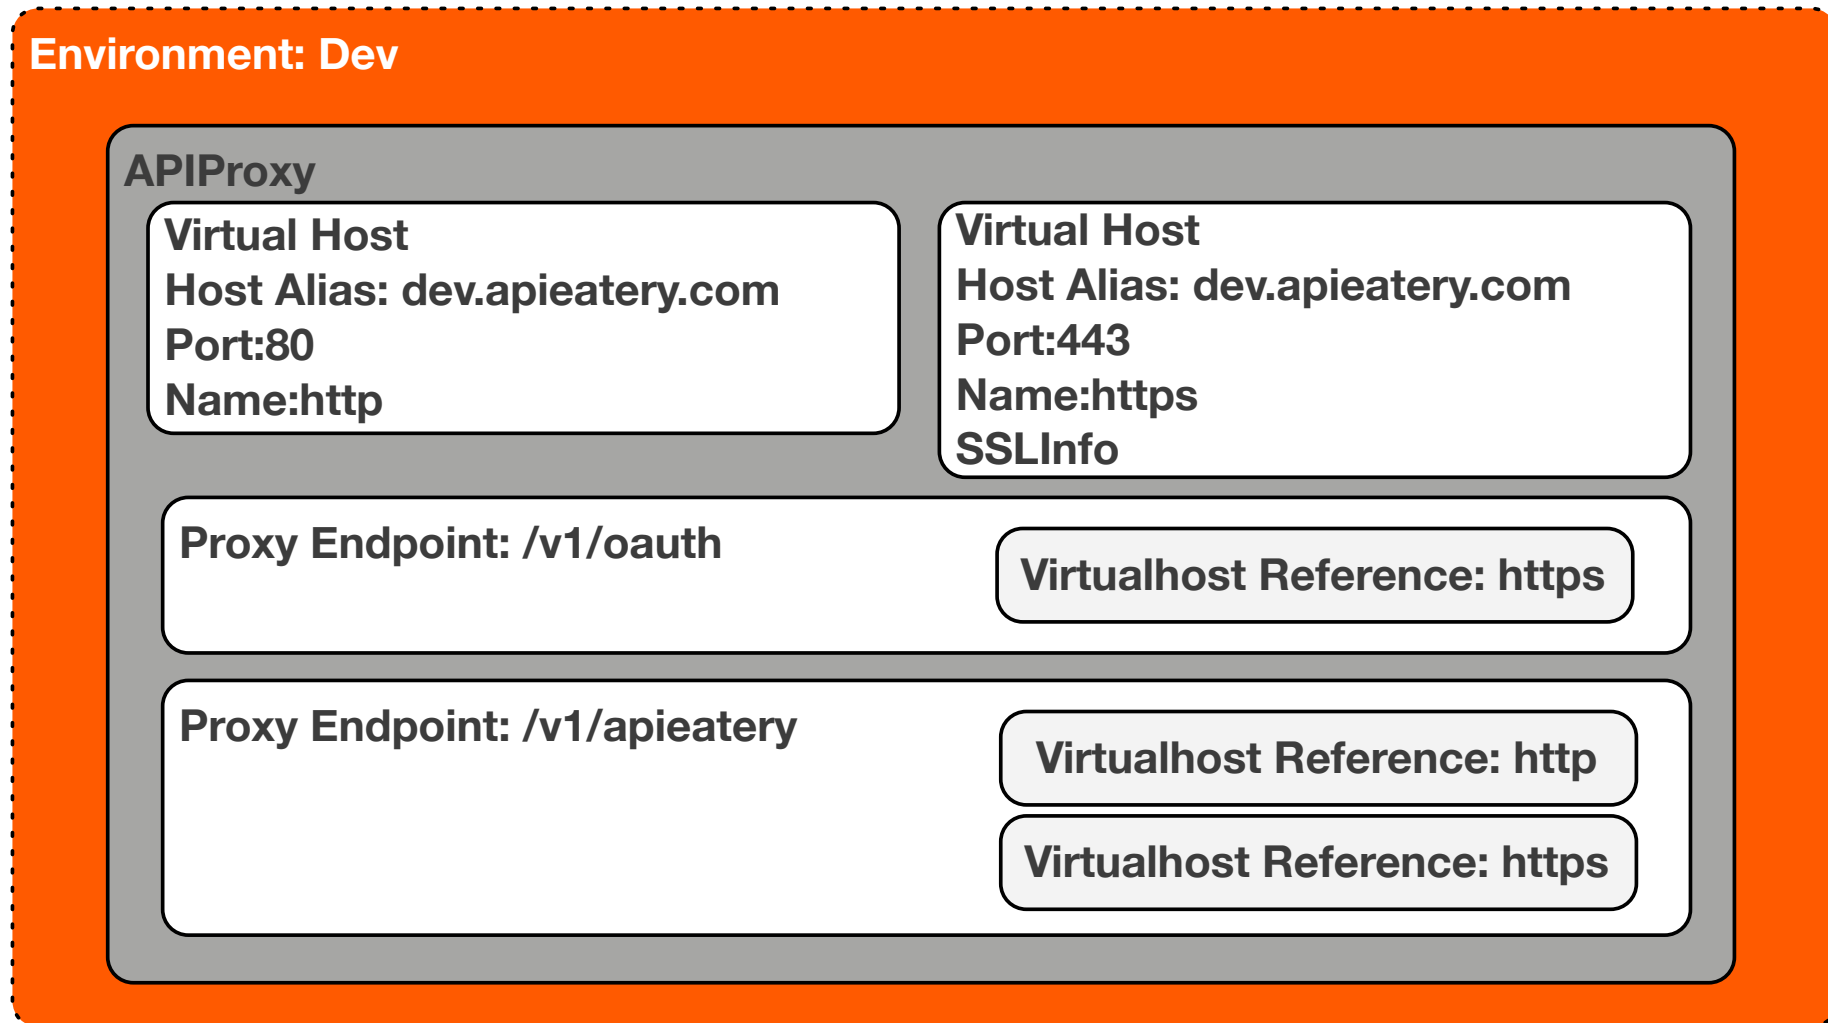 Environment: Dev
APIProxy
Virtual Host
Host Alias: dev.apieatery.com
Port:80
Name:http
Virtual Host
Host Alias: dev.apieatery.com
Port:443
Name:https
SSLInfo
Proxy Endpoint: /v1/oauth
Virtualhost Reference: https
Proxy Endpoint: /v1/apieatery
Virtualhost Reference: http
Virtualhost Reference: https